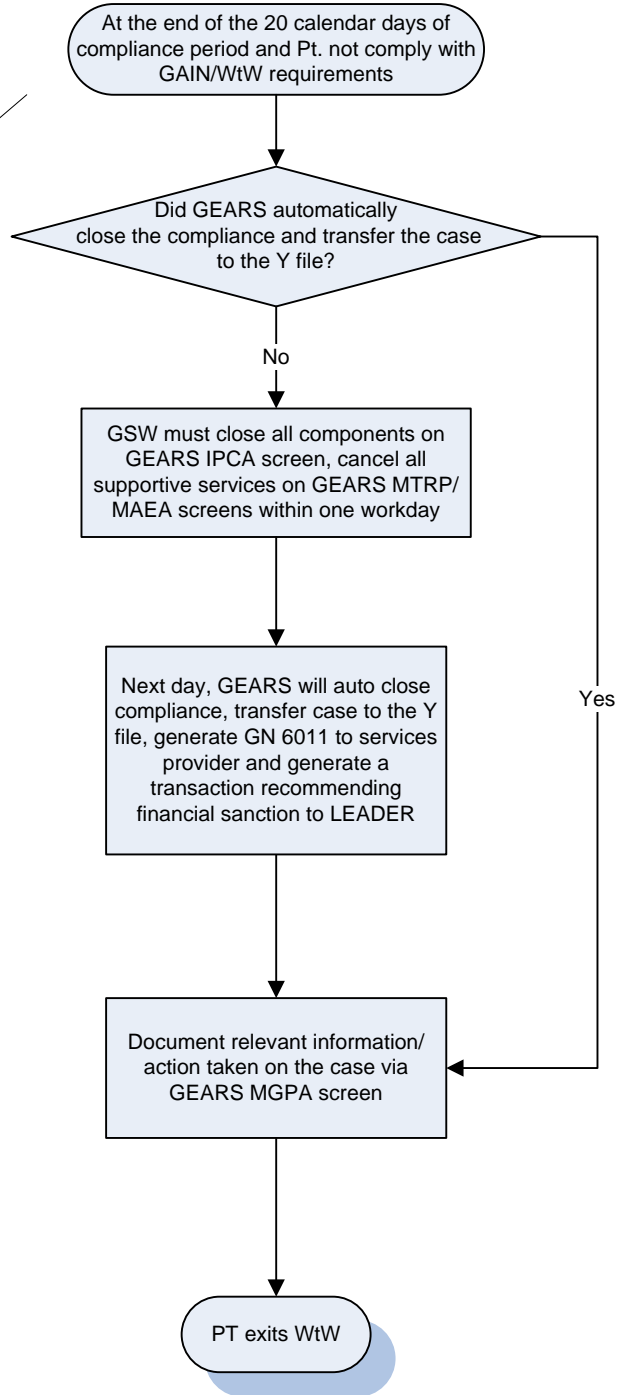 At the end of the 20 calendar days of
compliance period and Pt. not comply with
GAIN/WtW requirements
Did GEARS automatically
close the compliance and transfer the case
to the Y file?
No
GSW must close all components on
GEARS IPCA screen, cancel all
supportive services on GEARS MTRP/
MAEA screens within one workday
Next day, GEARS will auto close
compliance, transfer case to the Y
file, generate GN 6011 to services
provider and generate a
transaction recommending
financial sanction to LEADER
Yes
Document relevant information/
action taken on the case via
GEARS MGPA screen
PT exits WtW